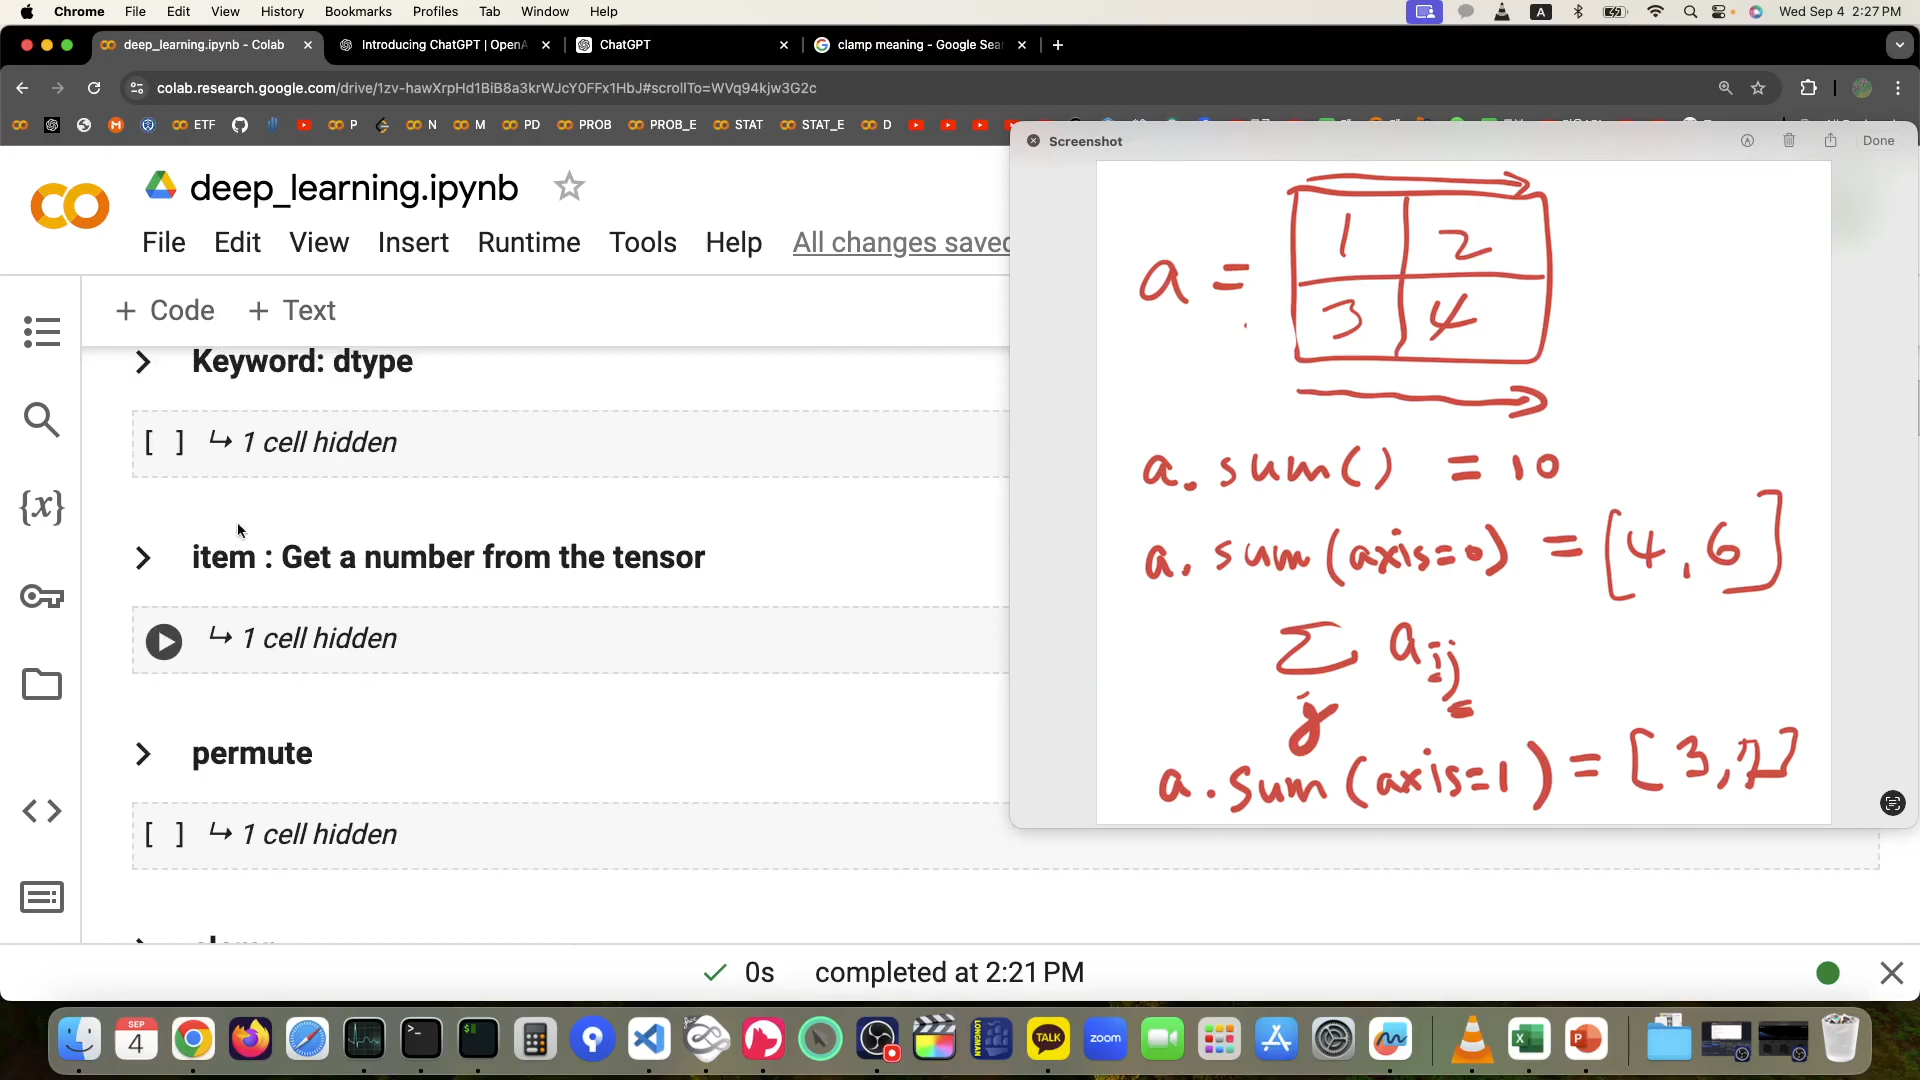 Chrome File Edit View History Bookmarks Profiles Tab Window Help
A Wed Sep 4 2:27 PM
deep_learning.ipynb - Colab
Introducing ChatGPT | OpenA
ChatGPT
clamp meaning - Google Sea
colab.research.google.com/drive/1zv-hawXrpHd1BiB8a3krWJcY0FFx1HbJ#scrollTo=WVq94kjw3G2c
ETF P N M PD PROB PROB_E STAT STAT_E D
Screenshot
Done
deep_learning.ipynb
File Edit View Insert Runtime Tools Help All changes saved
+ Code + Text
Keyword: dtype
[ ] 1 cell hidden
item : Get a number from the tensor
1 cell hidden
permute
[ ] 1 cell hidden
a =
1 2
3 4
a.sum() = 10
a.sum(axis=0) = [4, 6]
Σ aij
j
a.sum(axis=1) = [3, 7]
0s completed at 2:21 PM
SEP
4
LONGMAN
TALK
zoom